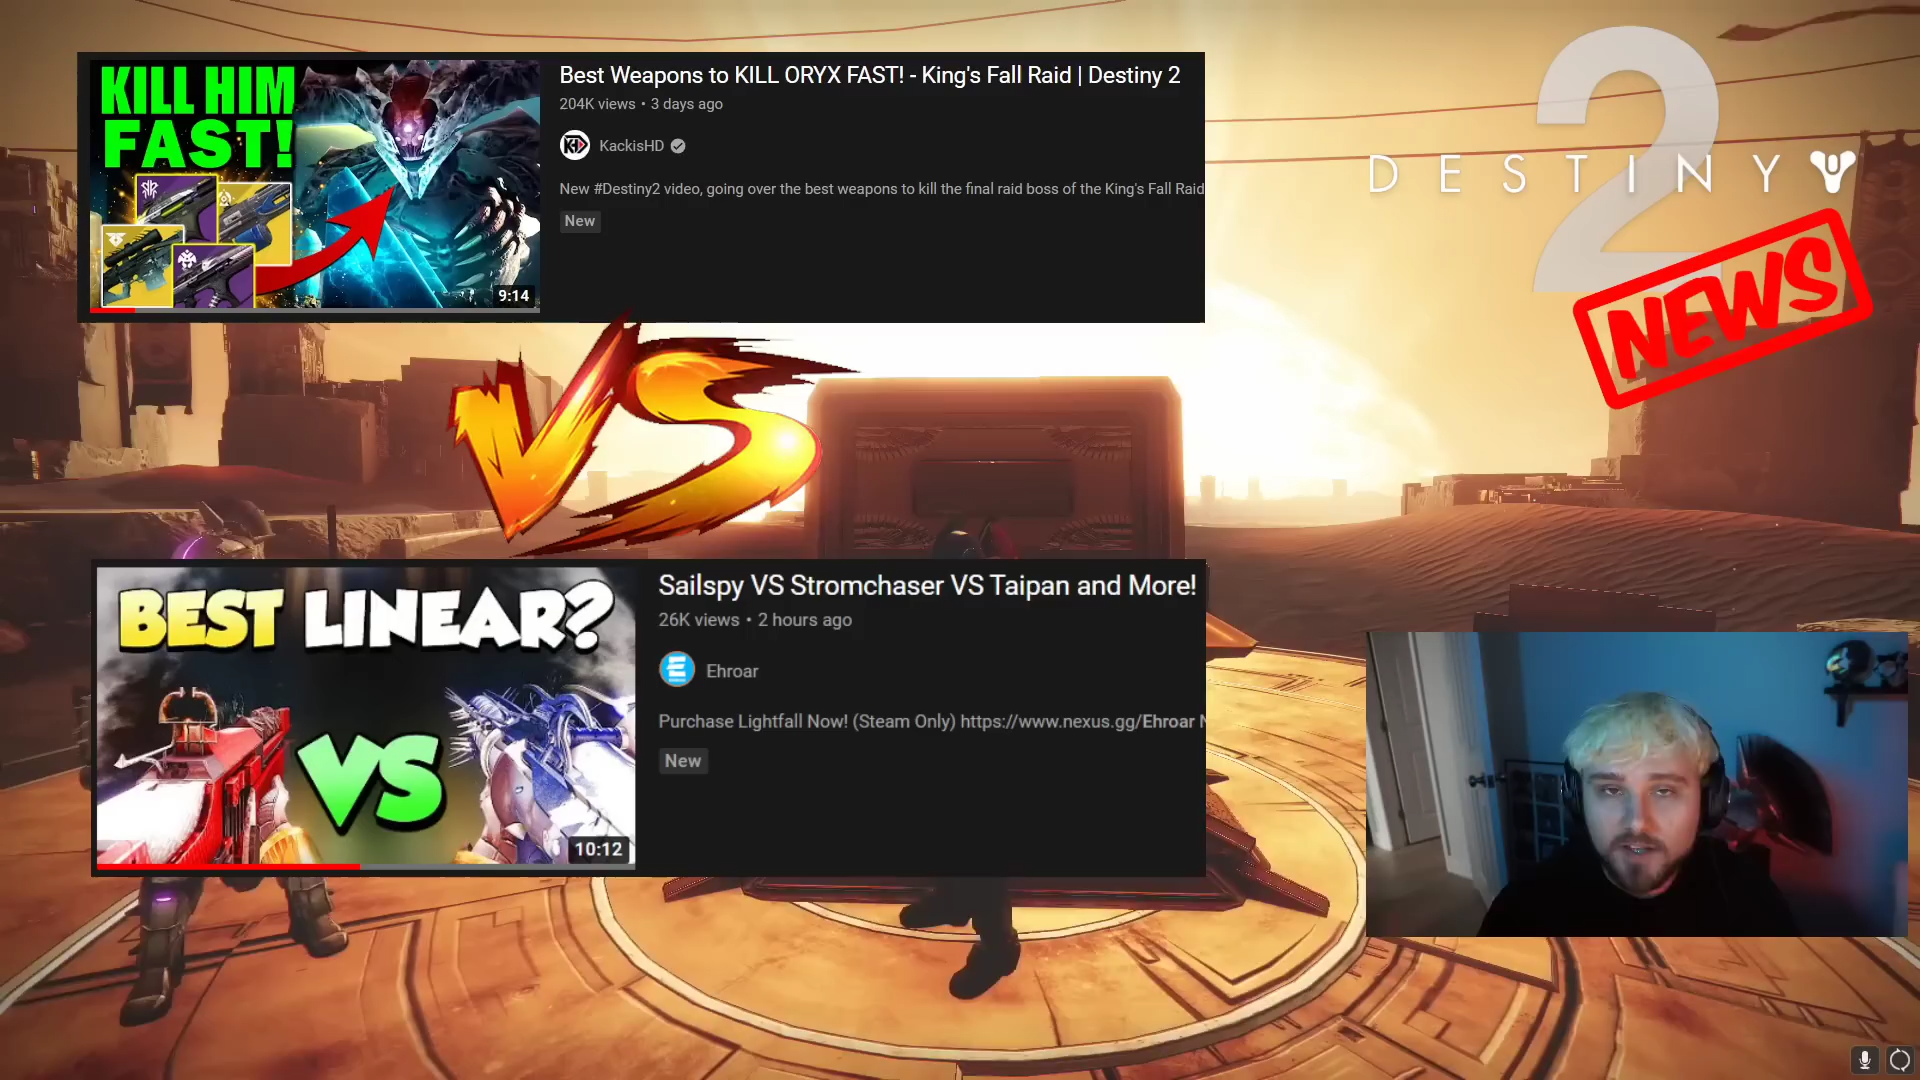 KILL HIM
FAST!
9:14
Best Weapons to KILL ORYX FAST! - King's Fall Raid | Destiny 2
204K views • 3 days ago
KackisHD
New #Destiny2 video, going over the best weapons to kill the final raid boss of the King's Fall Raid
New
2
DESTINY
NEWS
VS
BEST LINEAR?
VS
10:12
Sailspy VS Stromchaser VS Taipan and More!
26K views • 2 hours ago
E
Ehroar
Purchase Lightfall Now! (Steam Only) https://www.nexus.gg/Ehroar
New